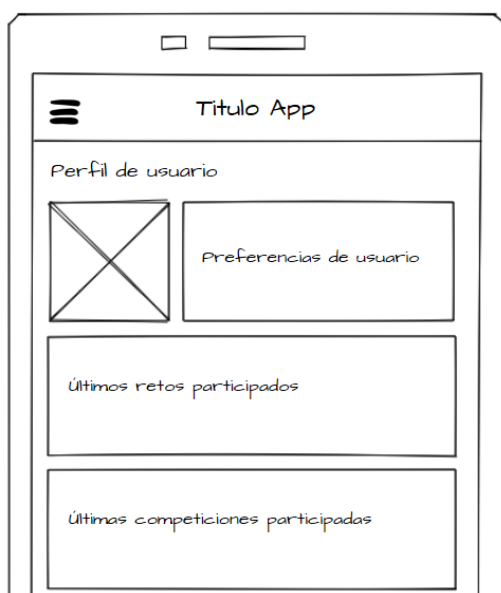 Titulo App
Perfil de usuario
Preferencias de usuario
Últimos retos participados
Últimas competiciones participadas